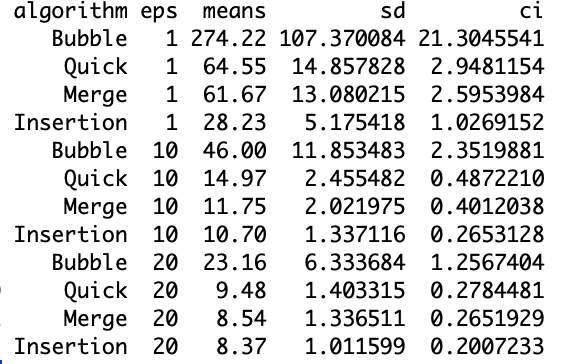 algorithm eps means sd ci
Bubble 1 274.22 107.370084 21.3045541
Quick 1 64.55 14.857828 2.9481154
Merge 1 61.67 13.080215 2.5953984
Insertion 1 28.23 5.175418 1.0269152
Bubble 10 46.00 11.853483 2.3519881
Quick 10 14.97 2.455482 0.4872210
Merge 10 11.75 2.021975 0.4012038
Insertion 10 10.70 1.337116 0.2653128
Bubble 20 23.16 6.333684 1.2567404
Quick 20 9.48 1.403315 0.2784481
Merge 20 8.54 1.336511 0.2651929
Insertion 20 8.37 1.011599 0.2007233